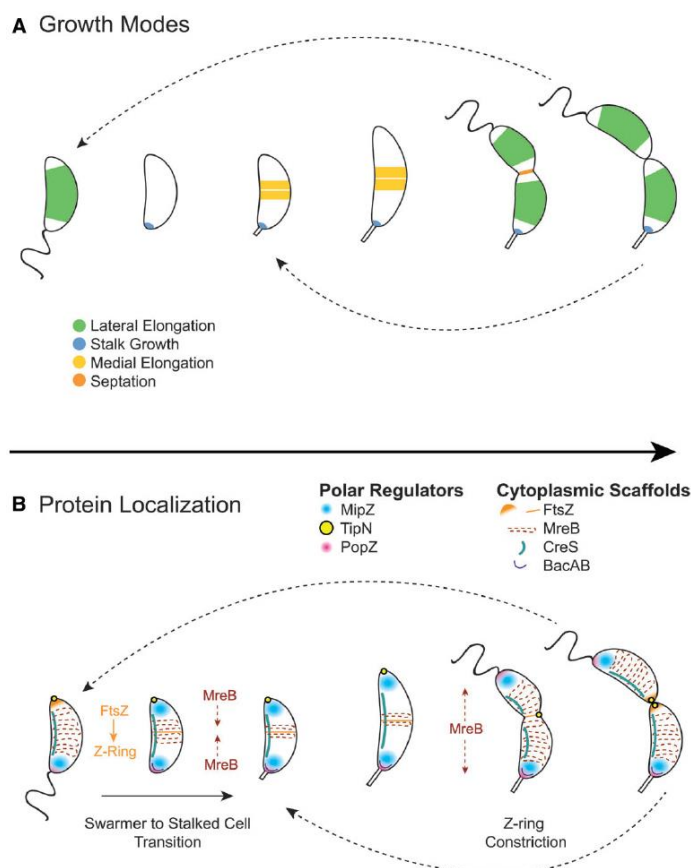 A Growth Modes
Lateral Elongation
Stalk Growth
Medial Elongation
Septation
B Protein Localization
Polar Regulators
MipZ
TipN
PopZ
Cytoplasmic Scaffolds
FtsZ
MreB
CreS
BacAB
FtsZ
Z-Ring
MreB
MreB
MreB
Swarmer to Stalked Cell
Transition
Z-ring
Constriction